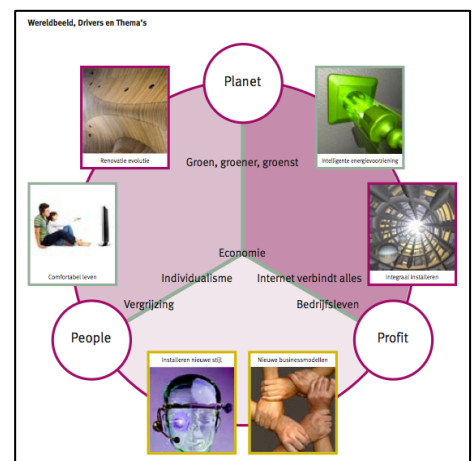 Wereldbeeld, Drivers en Thema's
Planet
Renovatie evolutie
Intelligente energievoorziening
Groen, groener, groenst
Comfortabel leven
Integraal installeren
Economie
Individualisme
Internet verbindt alles
Vergrijzing
Bedrijfsleven
People
Profit
Installeren nieuwe stijl
Nieuwe businessmodellen